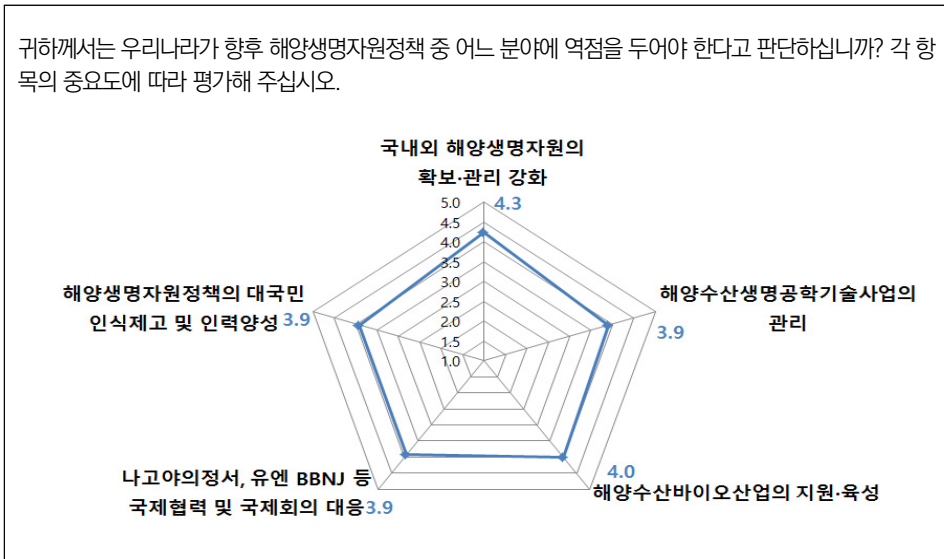 귀하께서는 우리나라가 향후 해양생명자원정책 중 어느 분야에 역점을 두어야 한다고 판단하십니까? 각 항
목의 중요도에 따라 평가해 주십시오.
국내외 해양생명자원의
확보·관리 강화
4.3
5.0
4.5
4.0
3.5
3.0
2.5
2.0
1.5
1.0
해양생명자원정책의 대국민
인식제고 및 인력양성 3.9
해양수산생명공학기술사업의
관리
3.9
나고야의정서, 유엔 BBNJ 등
국제협력 및 국제회의 대응 3.9
4.0
해양수산바이오산업의 지원·육성